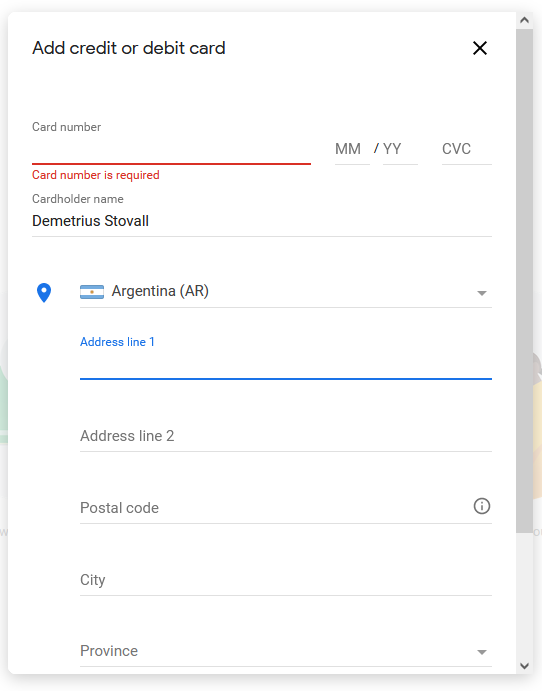 Add credit or debit card
Card number
MM / YY CVC
Card number is required
Cardholder name
Demetrius Stovall
Argentina (AR)
Address line 1
Address line 2
Postal code
City
Province